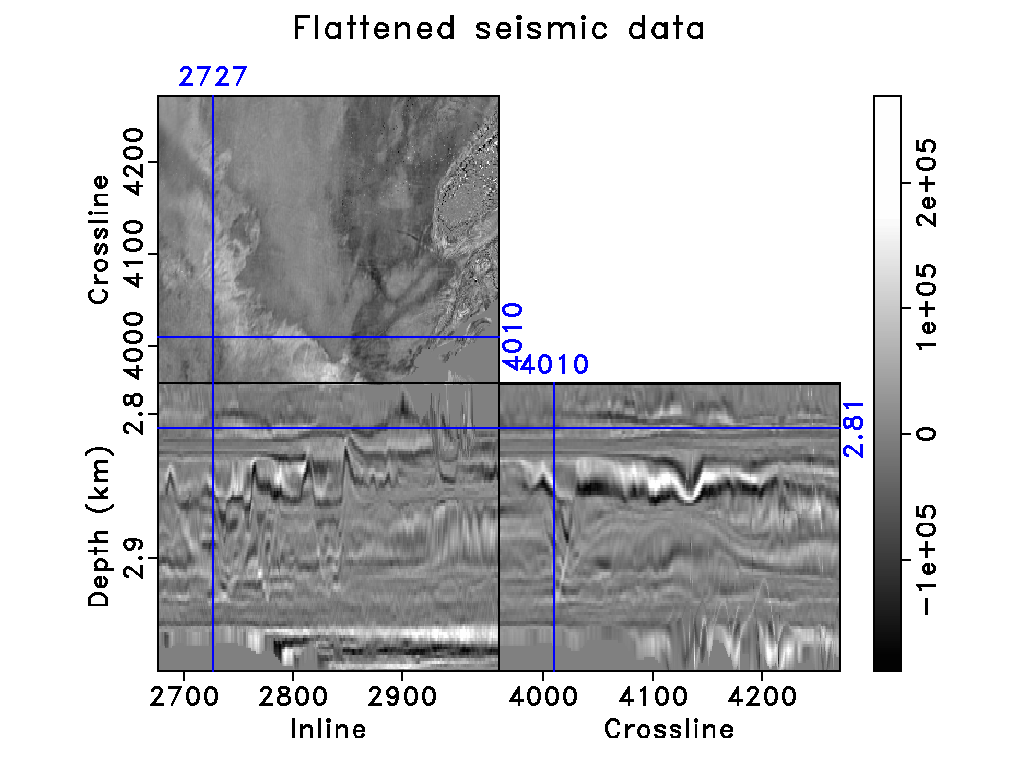 Flattened seismic data
2727
Crossline
4200
4100
4000
4010
4010
2.81
Depth (km)
2.8
2.9
2700 2800 2900
Inline
4000 4100 4200
Crossline
2e+05
1e+05
0
−1e+05